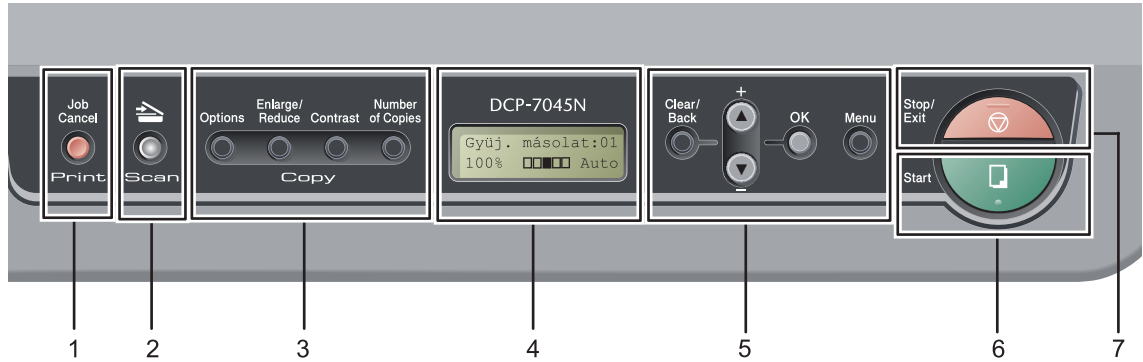 Job
Cancel
Print
Scan
Options
Enlarge/
Reduce
Contrast
Number
of Copies
Copy
DCP-7045N
Gyüj. másolat:01
100% Auto
Clear/
Back
+
-
OK
Menu
Stop/
Exit
Start
1 2 3 4 5 6 7